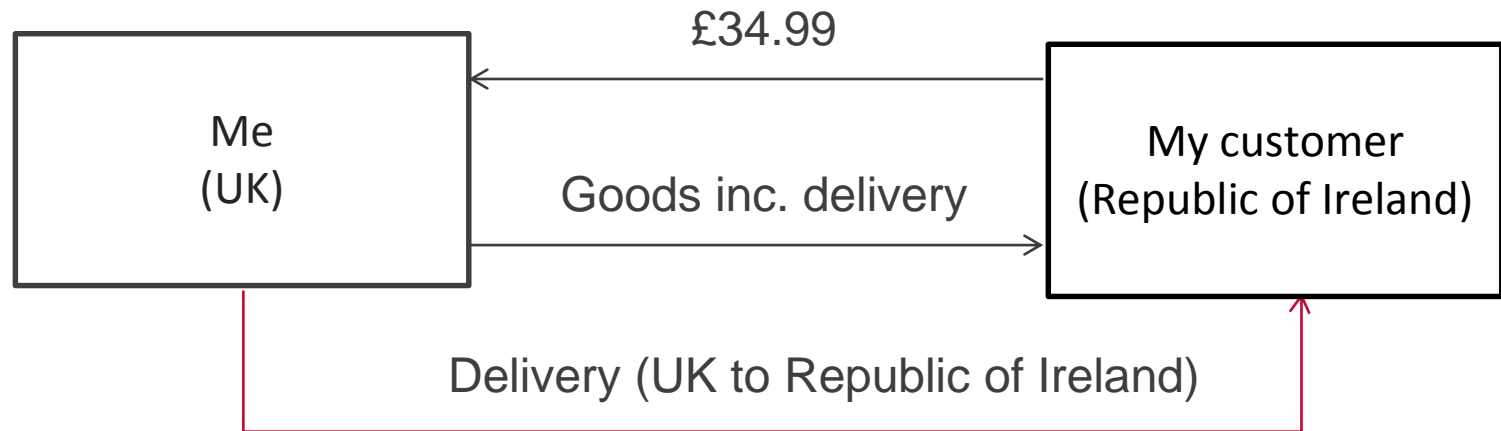 £34.99
Me
(UK)
Goods inc. delivery
My customer
(Republic of Ireland)
Delivery (UK to Republic of Ireland)